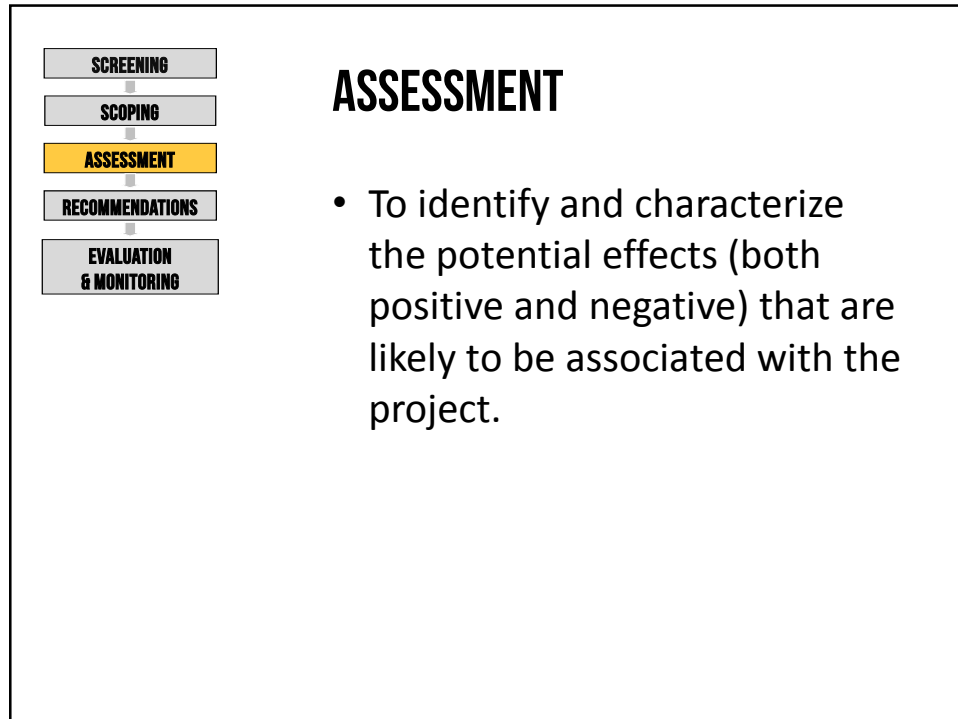 SCREENING
SCOPING
ASSESSMENT
RECOMMENDATIONS
EVALUATION
& MONITORING
ASSESSMENT
• To identify and characterize
the potential effects (both
positive and negative) that are
likely to be associated with the
project.